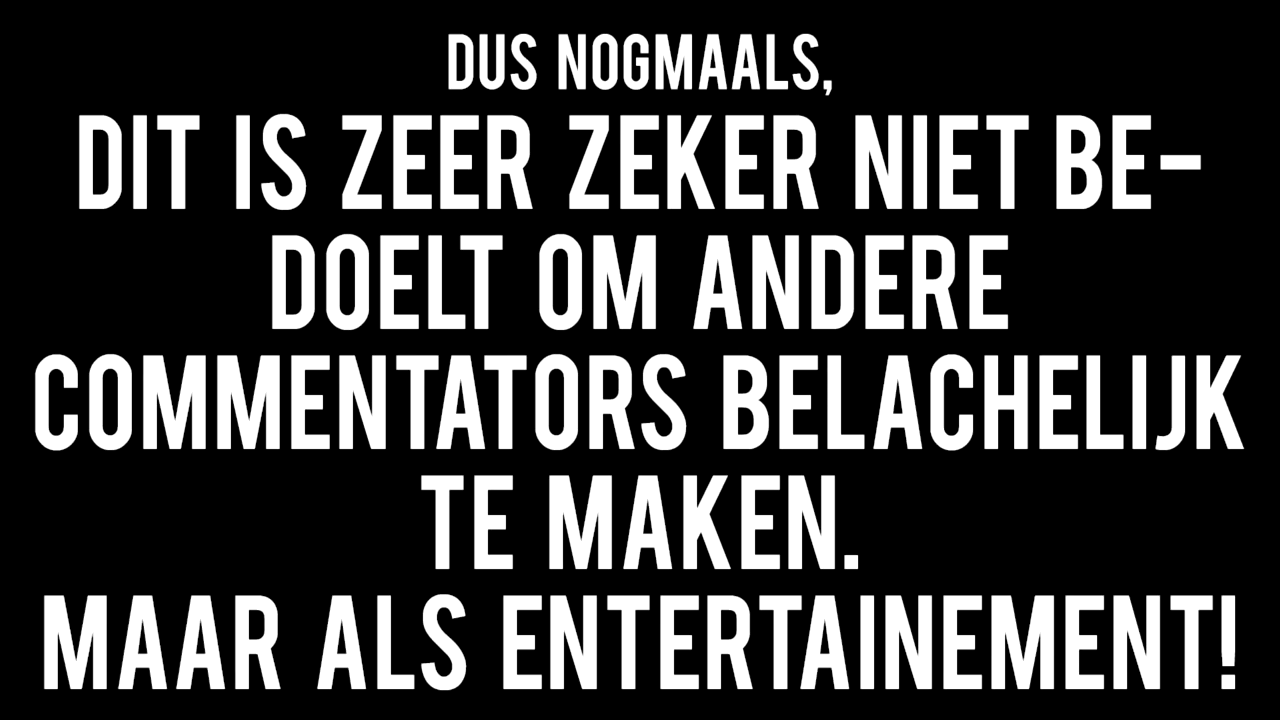 DUS NOGMAALS,
DIT IS ZEER ZEKER NIET BE-
DOELT OM ANDERE
COMMENTATORS BELACHELIJK
TE MAKEN.
MAAR ALS ENTERTAINEMENT!